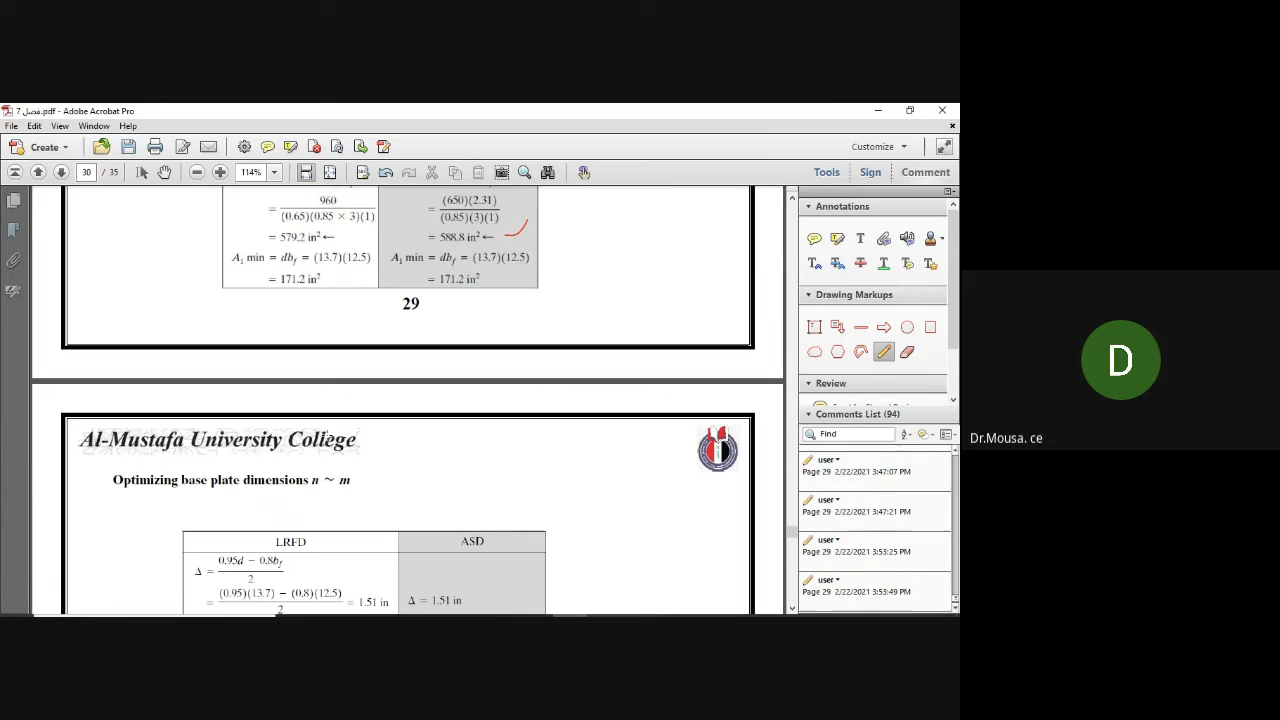 فصل 7.pdf - Adobe Acrobat Pro
File Edit View Window Help
Create
Customize
30 / 35
114%
Tools Sign Comment
= 960 / (0.65)(0.85 × 3)(1)
= 579.2 in² ←
A₁ min = db_f = (13.7)(12.5)
= 171.2 in²
= (650)(2.31) / (0.85)(3)(1)
= 588.8 in² ←
A₁ min = db_f = (13.7)(12.5)
= 171.2 in²
29
Al-Mustafa University College
Optimizing base plate dimensions n ~ m
LRFD
ASD
Δ = 0.95d − 0.8b_f / 2
= (0.95)(13.7) − (0.8)(12.5) / 2 = 1.51 in
Δ = 1.51 in
Annotations
Drawing Markups
Review
Comments List (94)
Find
user
Page 29 2/22/2021 3:47:07 PM
user
Page 29 2/22/2021 3:47:21 PM
user
Page 29 2/22/2021 3:53:25 PM
user
Page 29 2/22/2021 3:53:49 PM
D
Dr.Mousa. ce